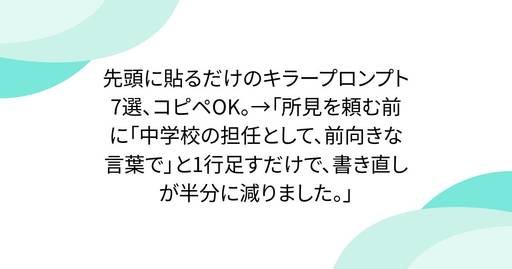 先頭に貼るだけのキラープロンプト
7選、コピペOK。→「所見を頼む前
に「中学校の担任として、前向きな
言葉で」と1行足すだけで、書き直し
が半分に減りました。」